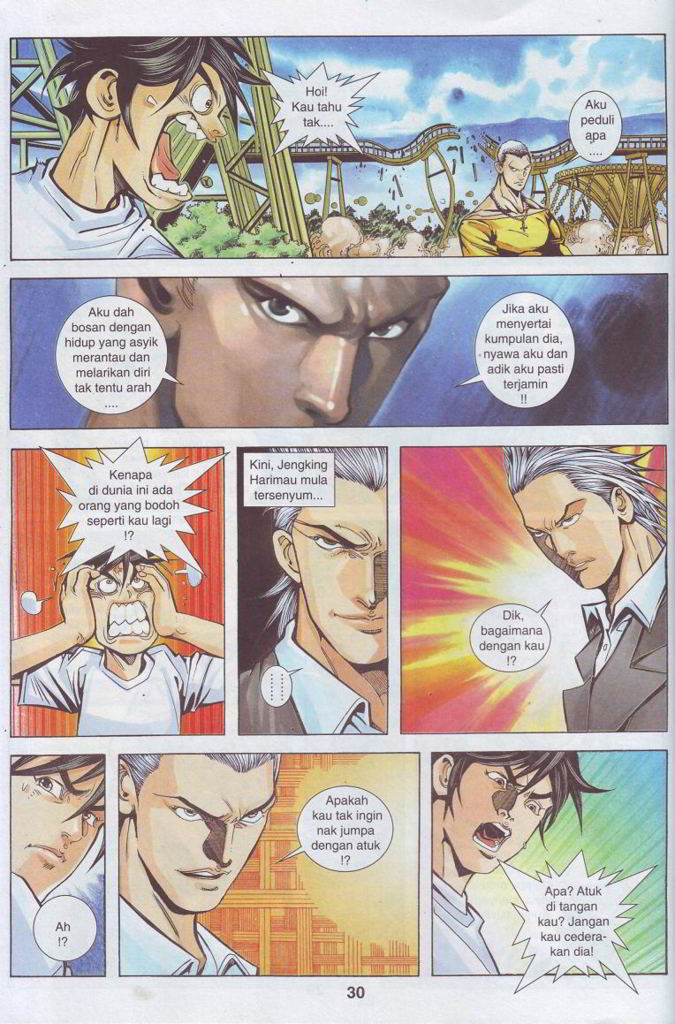 Hoi!
Kau tahu
tak....
Aku
peduli
apa
....
Aku dah
bosan dengan
hidup yang asyik
merantau dan
melarikan diri
tak tentu arah
....
Jika aku
menyertai
kumpulan dia,
nyawa aku dan
adik aku pasti
terjamin
!!
Kenapa
di dunia ini ada
orang yang bodoh
seperti kau lagi
!?
Kini, Jengking
Harimau mula
tersenyum...
......
Dik,
bagaimana
dengan kau
!?
Ah
!?
Apakah
kau tak ingin
nak jumpa
dengan atuk
!?
Apa? Atuk
di tangan
kau? Jangan
kau cedera-
kan dia!
30